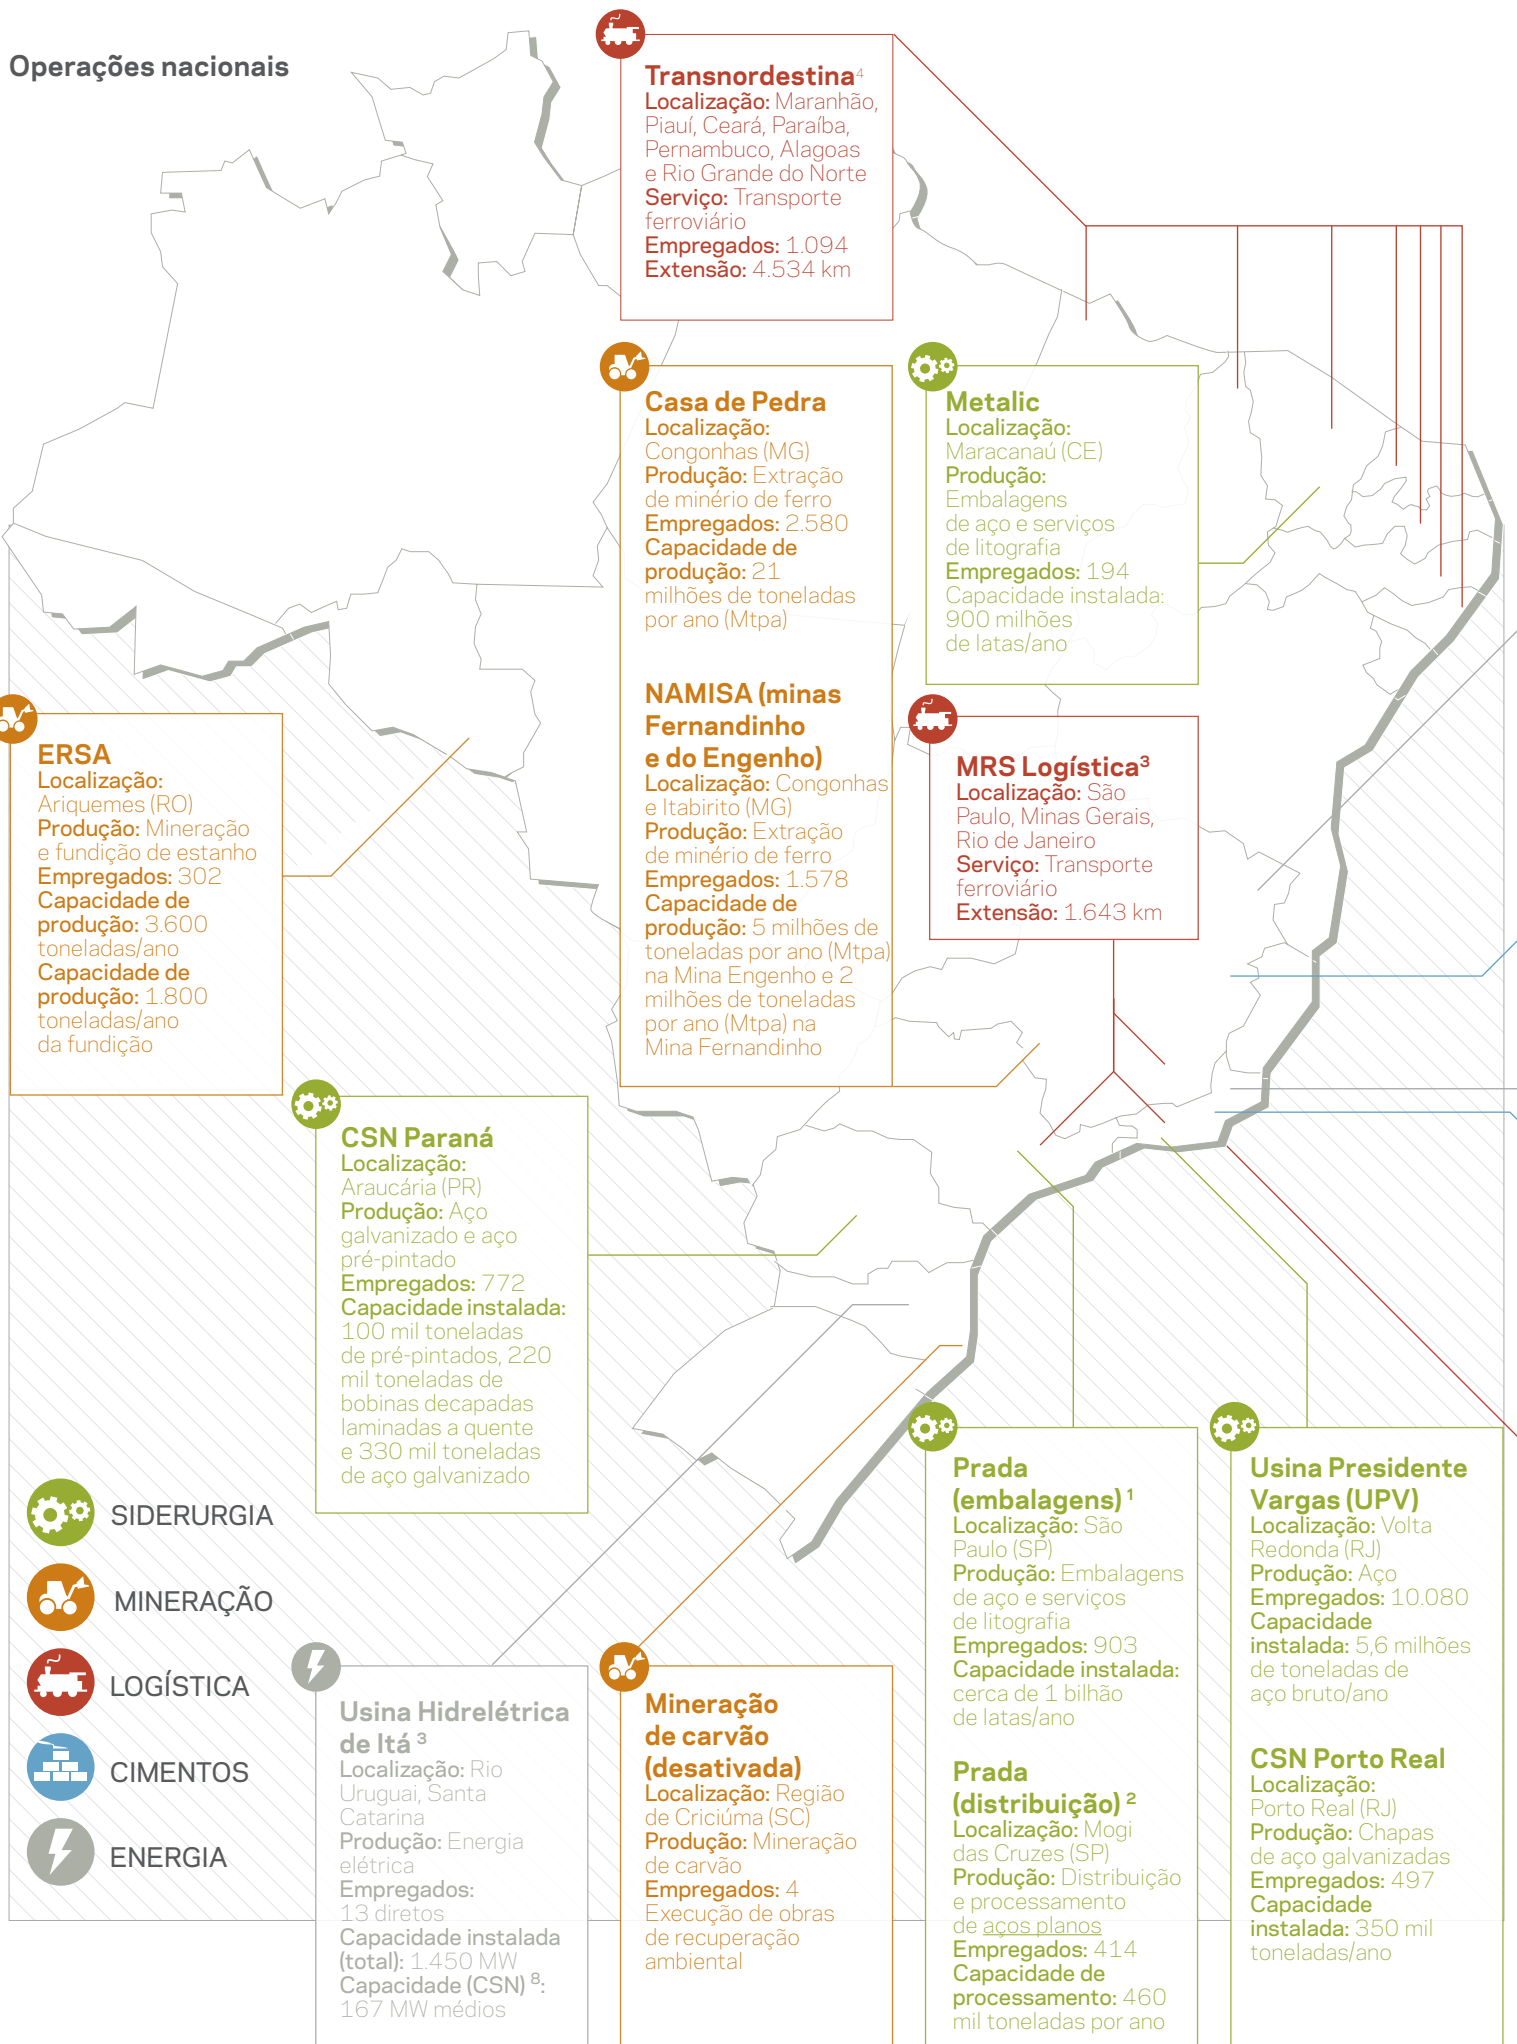 Operações nacionais
Transnordestina⁴
Localização: Maranhão,
Piauí, Ceará, Paraíba,
Pernambuco, Alagoas
e Rio Grande do Norte
Serviço: Transporte
ferroviário
Empregados: 1.094
Extensão: 4.534 km
Casa de Pedra
Localização:
Congonhas (MG)
Produção: Extração
de minério de ferro
Empregados: 2.580
Capacidade de
produção: 21
milhões de toneladas
por ano (Mtpa)
NAMISA (minas
Fernandinho
e do Engenho)
Localização: Congonhas
e Itabirito (MG)
Produção: Extração
de minério de ferro
Empregados: 1.578
Capacidade de
produção: 5 milhões de
toneladas por ano (Mtpa)
na Mina Engenho e 2
milhões de toneladas
por ano (Mtpa) na
Mina Fernandinho
Metalic
Localização:
Maracanaú (CE)
Produção:
Embalagens
de aço e serviços
de litografia
Empregados: 194
Capacidade instalada:
900 milhões
de latas/ano
MRS Logística³
Localização: São
Paulo, Minas Gerais,
Rio de Janeiro
Serviço: Transporte
ferroviário
Extensão: 1.643 km
ERSA
Localização:
Ariquemes (RO)
Produção: Mineração
e fundição de estanho
Empregados: 302
Capacidade de
produção: 3.600
toneladas/ano
Capacidade de
produção: 1.800
toneladas/ano
da fundição
CSN Paraná
Localização:
Araucária (PR)
Produção: Aço
galvanizado e aço
pré-pintado
Empregados: 772
Capacidade instalada:
100 mil toneladas
de pré-pintados, 220
mil toneladas de
bobinas decapadas
laminadas a quente
e 330 mil toneladas
de aço galvanizado
SIDERURGIA
MINERAÇÃO
LOGÍSTICA
CIMENTOS
ENERGIA
Usina Hidrelétrica
de Itá ³
Localização: Rio
Uruguai, Santa
Catarina
Produção: Energia
elétrica
Empregados:
13 diretos
Capacidade instalada
(total): 1.450 MW
Capacidade (CSN) ⁸:
167 MW médios
Mineração
de carvão
(desativada)
Localização: Região
de Criciúma (SC)
Produção: Mineração
de carvão
Empregados: 4
Execução de obras
de recuperação
ambiental
Prada
(embalagens) ¹
Localização: São
Paulo (SP)
Produção: Embalagens
de aço e serviços
de litografia
Empregados: 903
Capacidade instalada:
cerca de 1 bilhão
de latas/ano
Prada
(distribuição) ²
Localização: Mogi
das Cruzes (SP)
Produção: Distribuição
e processamento
de aços planos
Empregados: 414
Capacidade de
processamento: 460
mil toneladas por ano
Usina Presidente
Vargas (UPV)
Localização: Volta
Redonda (RJ)
Produção: Aço
Empregados: 10.080
Capacidade
instalada: 5,6 milhões
de toneladas de
aço bruto/ano
CSN Porto Real
Localização:
Porto Real (RJ)
Produção: Chapas
de aço galvanizadas
Empregados: 497
Capacidade
instalada: 350 mil
toneladas/ano